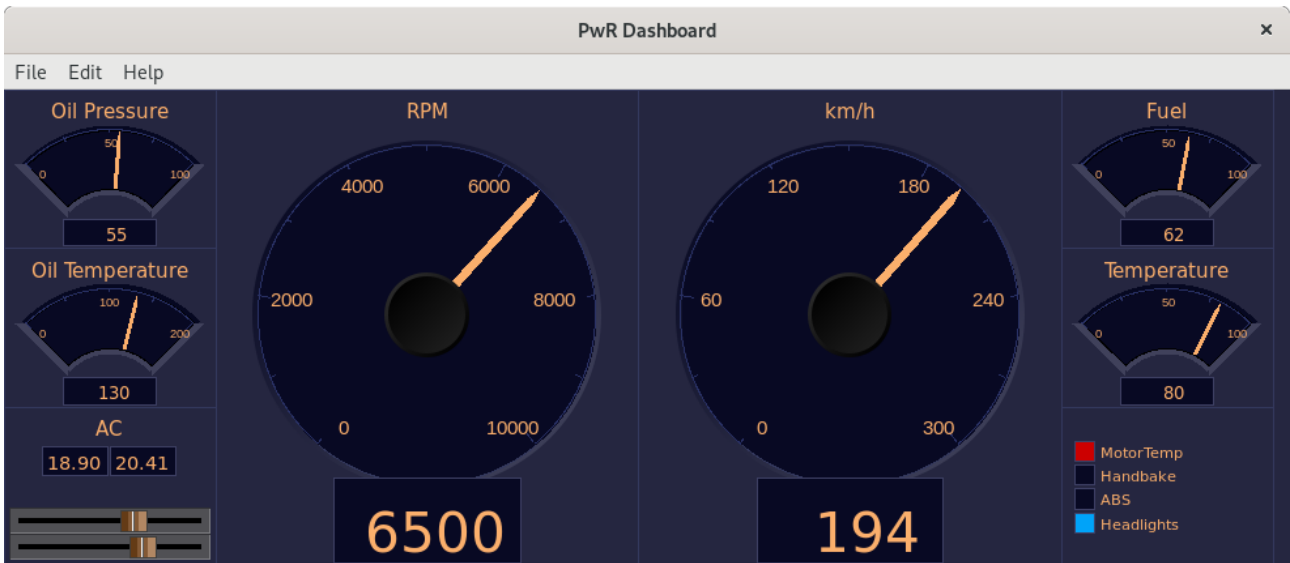 PwR Dashboard
×
File Edit Help
Oil Pressure
0 50 100
55
Oil Temperature
0 100 200
130
AC
18.90 20.41
RPM
0 2000 4000 6000 8000 10000
6500
km/h
0 60 120 180 240 300
194
Fuel
0 50 100
62
Temperature
0 50 100
80
MotorTemp
Handbake
ABS
Headlights